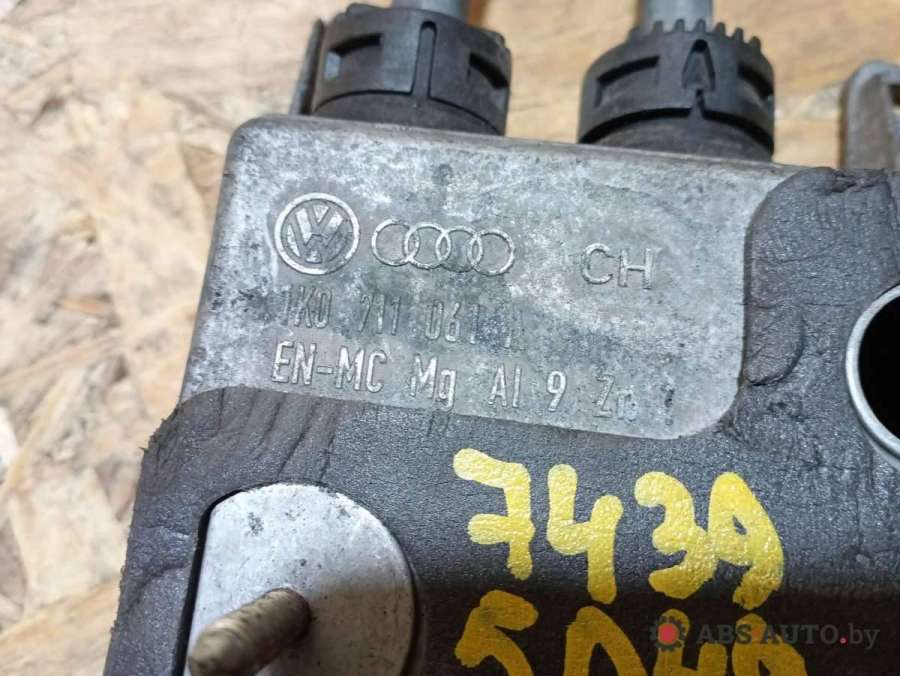 CH
1K0 711 061 A
EN-MC Mg Al 9 Zn 1
7439
ABS AUTO.by